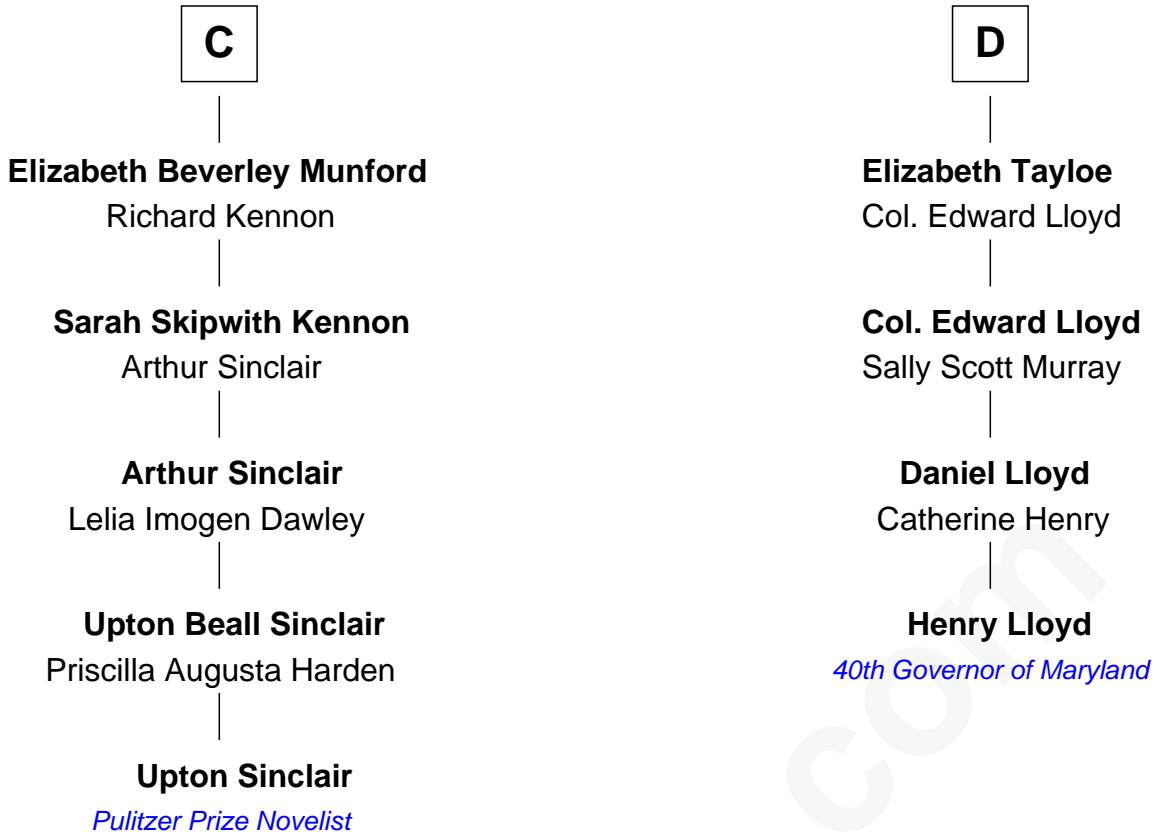 C
Elizabeth Beverley Munford
Richard Kennon
Sarah Skipwith Kennon
Arthur Sinclair
Arthur Sinclair
Lelia Imogen Dawley
Upton Beall Sinclair
Priscilla Augusta Harden
Upton Sinclair
Pulitzer Prize Novelist
D
Elizabeth Tayloe
Col. Edward Lloyd
Col. Edward Lloyd
Sally Scott Murray
Daniel Lloyd
Catherine Henry
Henry Lloyd
40th Governor of Maryland
com